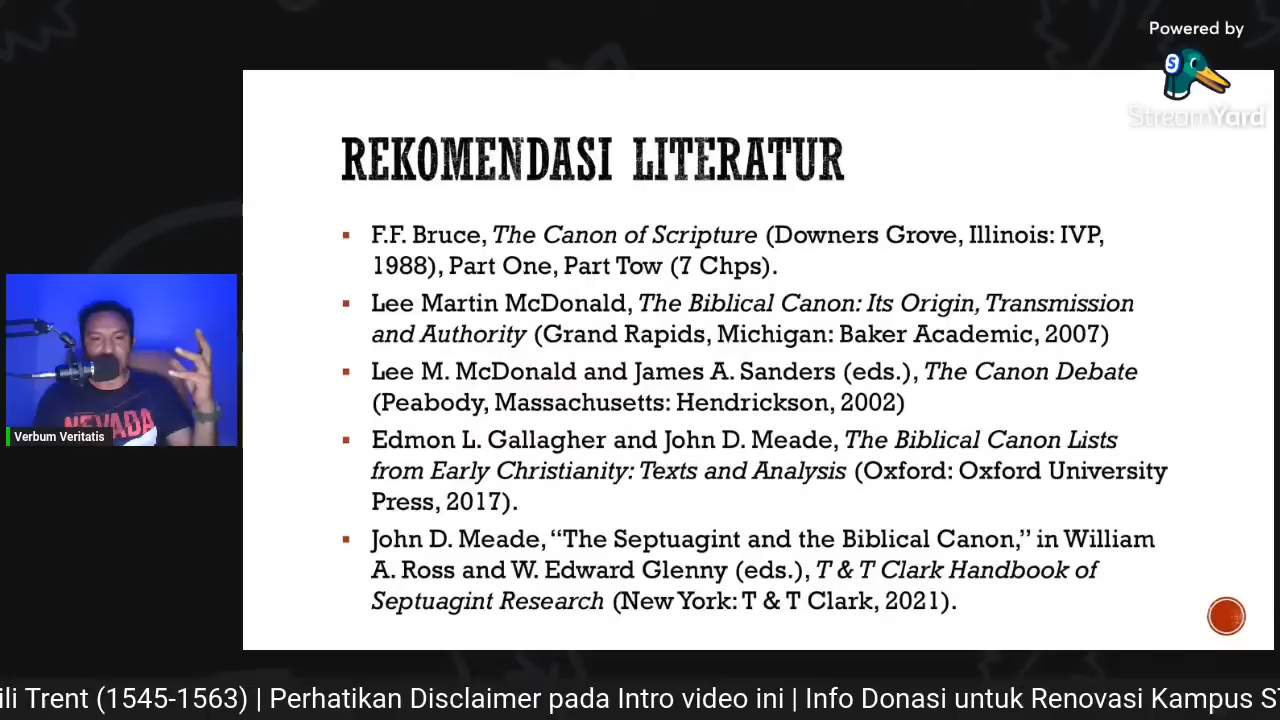 Powered by
StreamYard
REKOMENDASI LITERATUR
▪ F.F. Bruce, The Canon of Scripture (Downers Grove, Illinois: IVP,
1988), Part One, Part Tow (7 Chps).
▪ Lee Martin McDonald, The Biblical Canon: Its Origin, Transmission
and Authority (Grand Rapids, Michigan: Baker Academic, 2007)
▪ Lee M. McDonald and James A. Sanders (eds.), The Canon Debate
(Peabody, Massachusetts: Hendrickson, 2002)
▪ Edmon L. Gallagher and John D. Meade, The Biblical Canon Lists
from Early Christianity: Texts and Analysis (Oxford: Oxford University
Press, 2017).
▪ John D. Meade, “The Septuagint and the Biblical Canon,” in William
A. Ross and W. Edward Glenny (eds.), T & T Clark Handbook of
Septuagint Research (New York: T & T Clark, 2021).
NEVADA
Verbum Veritatis
ili Trent (1545-1563) | Perhatikan Disclaimer pada Intro video ini | Info Donasi untuk Renovasi Kampus S